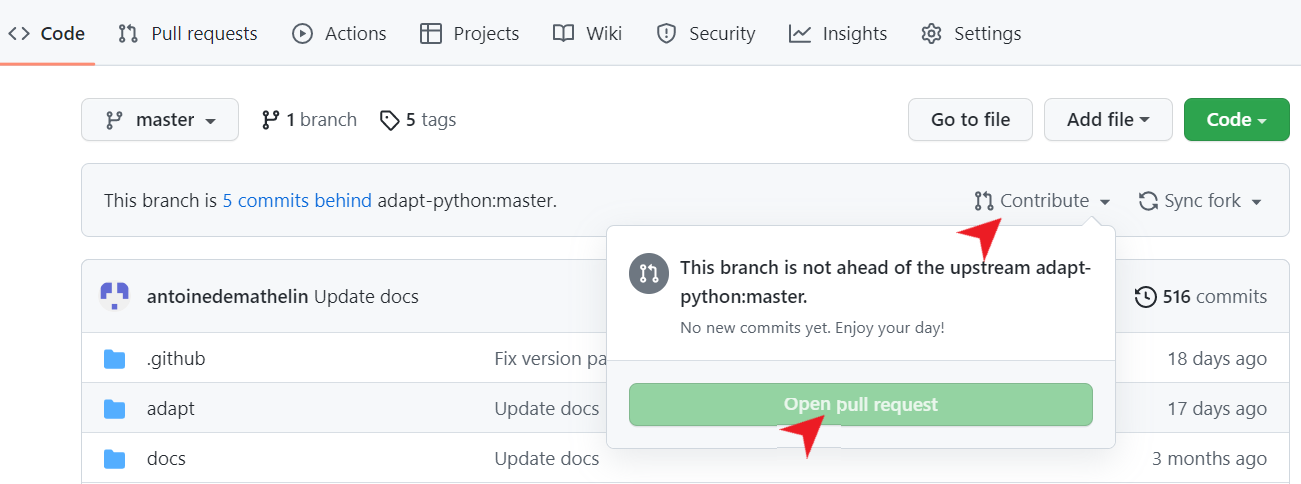 Code Pull requests Actions Projects Wiki Security Insights Settings
master 1 branch 5 tags Go to file Add file Code
This branch is 5 commits behind adapt-python:master. Contribute Sync fork
This branch is not ahead of the upstream adapt-
python:master.
No new commits yet. Enjoy your day!
Open pull request
antoinedemathelin Update docs 516 commits
.github Fix version pa 18 days ago
adapt Update docs 17 days ago
docs Update docs 3 months ago